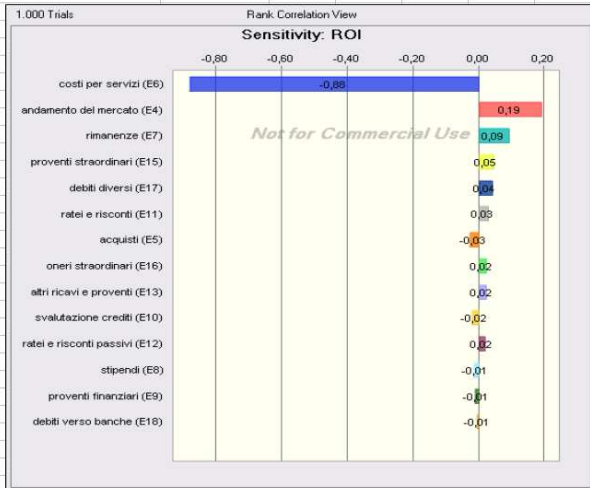 1.000 Trials
Rank Correlation View
Sensitivity: ROI
-0,80 -0,60 -0,40 -0,20 0,00 0,20
costi per servizi (E6) -0,88
andamento del mercato (E4) 0,19
rimanenze (E7) 0,09
Not for Commercial Use
proventi straordinari (E15) 0,05
debiti diversi (E17) 0,04
ratei e risconti (E11) 0,03
acquisti (E5) -0,03
oneri straordinari (E16) 0,02
altri ricavi e proventi (E13) 0,02
svalutazione crediti (E10) -0,02
ratei e risconti passivi (E12) 0,02
stipendi (E8) -0,01
proventi finanziari (E9) -0,01
debiti verso banche (E18) -0,01